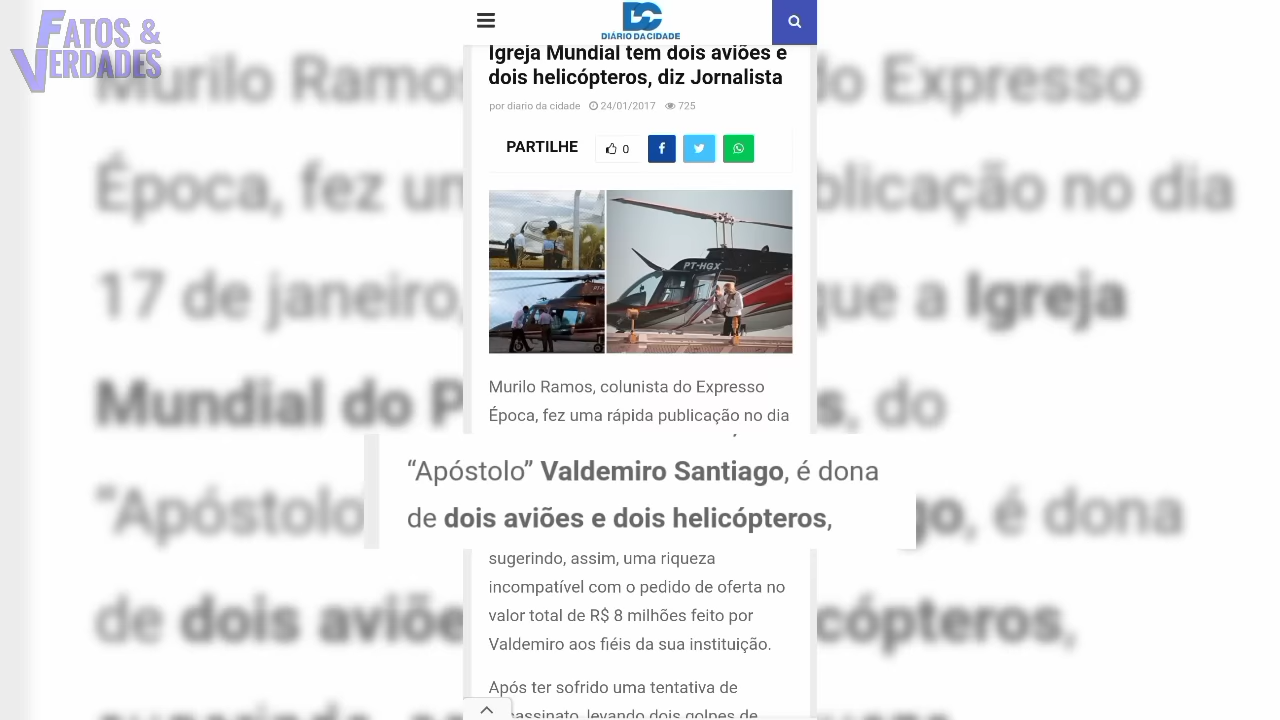 FATOS &
VERDADES
DC
DIÁRIO DA CIDADE
Igreja Mundial tem dois aviões e
dois helicópteros, diz Jornalista
por diario da cidade 24/01/2017 725
PARTILHE 0
PT-HGX
Murilo Ramos, colunista do Expresso
Época, fez uma rápida publicação no dia
“Apóstolo” Valdemiro Santiago, é dona
de dois aviões e dois helicópteros,
sugerindo, assim, uma riqueza
incompatível com o pedido de oferta no
valor total de R$ 8 milhões feito por
Valdemiro aos fiéis da sua instituição.
Após ter sofrido uma tentativa de
levando dois golpes de
Murilo Ramos do Expresso
Época, fez um blicação no dia
17 de janeiro, que a Igreja
Mundial do P s, do
“Apóstolo go, é dona
de dois aviõe cópteros,